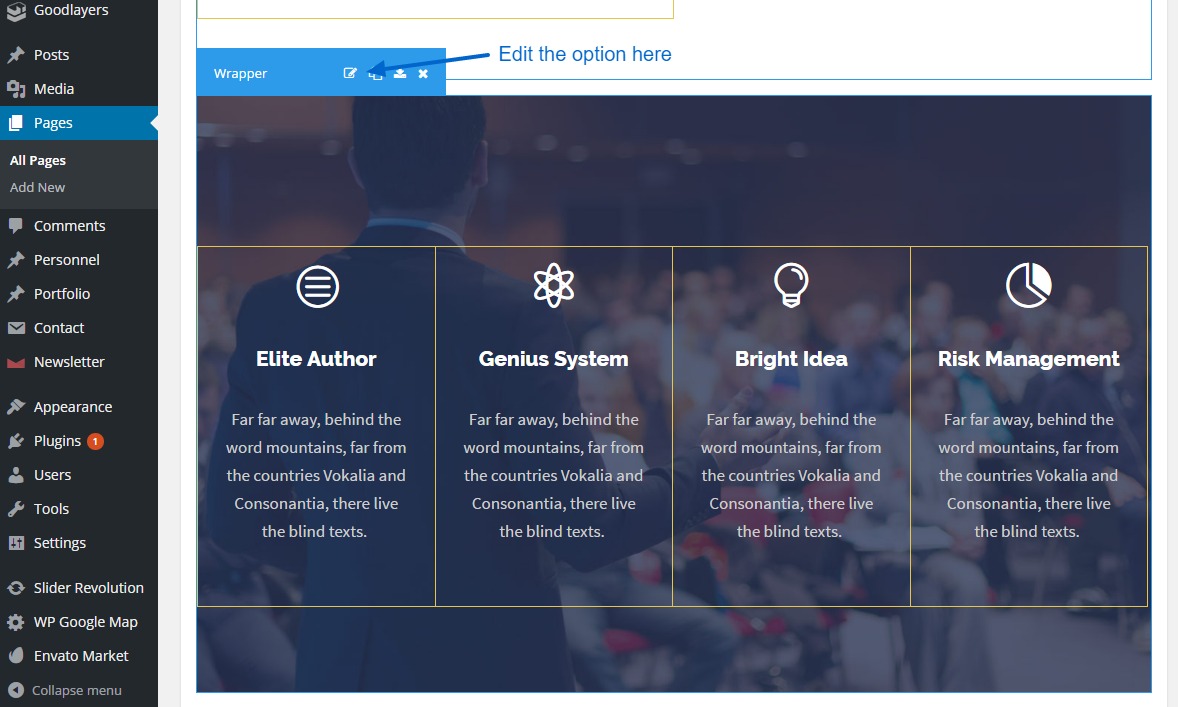 Goodlayers
Posts
Media
Pages
All Pages
Add New
Comments
Personnel
Portfolio
Contact
Newsletter
Appearance
Plugins 1
Users
Tools
Settings
Slider Revolution
WP Google Map
Envato Market
Collapse menu
Edit the option here
Wrapper
Elite Author
Far far away, behind the
word mountains, far from
the countries Vokalia and
Consonantia, there live
the blind texts.
Genius System
Far far away, behind the
word mountains, far from
the countries Vokalia and
Consonantia, there live
the blind texts.
Bright Idea
Far far away, behind the
word mountains, far from
the countries Vokalia and
Consonantia, there live
the blind texts.
Risk Management
Far far away, behind the
word mountains, far from
the countries Vokalia and
Consonantia, there live
the blind texts.